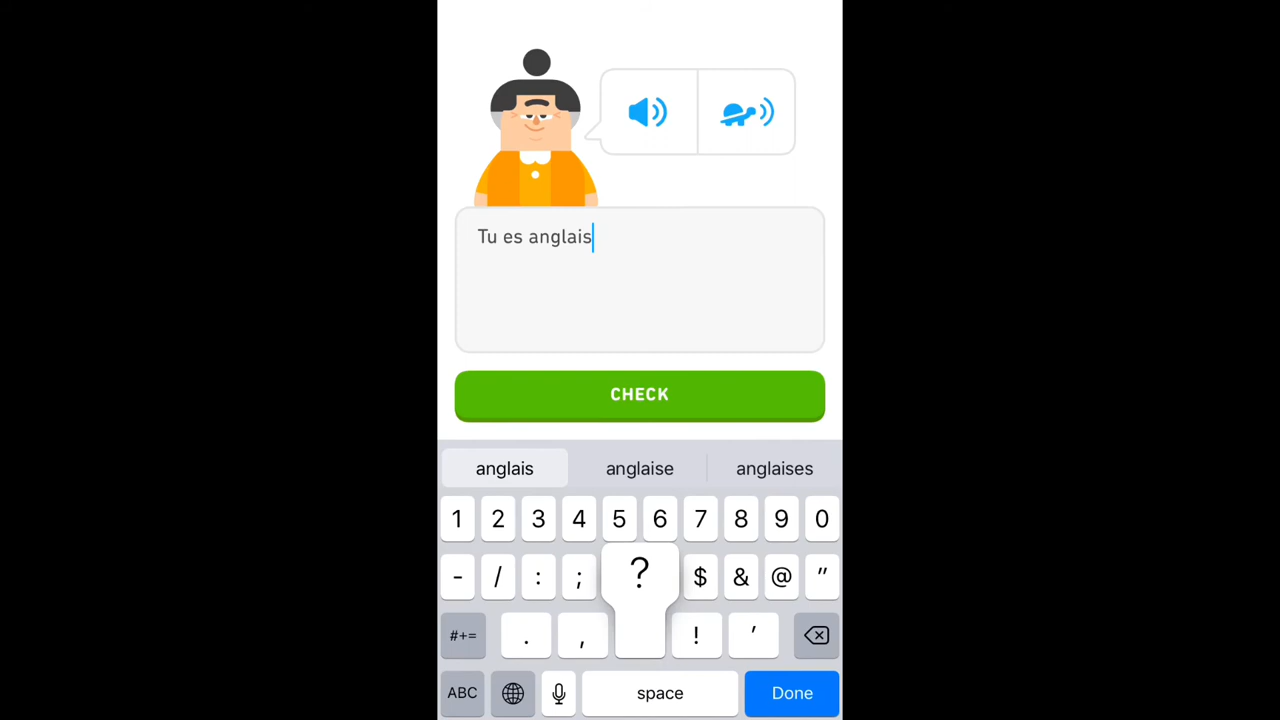 Tu es anglais
CHECK
anglais anglaise anglaises
1 2 3 4 5 6 7 8 9 0
- / : ; $ & @ ”
#+= . , ? ! ’
ABC space Done